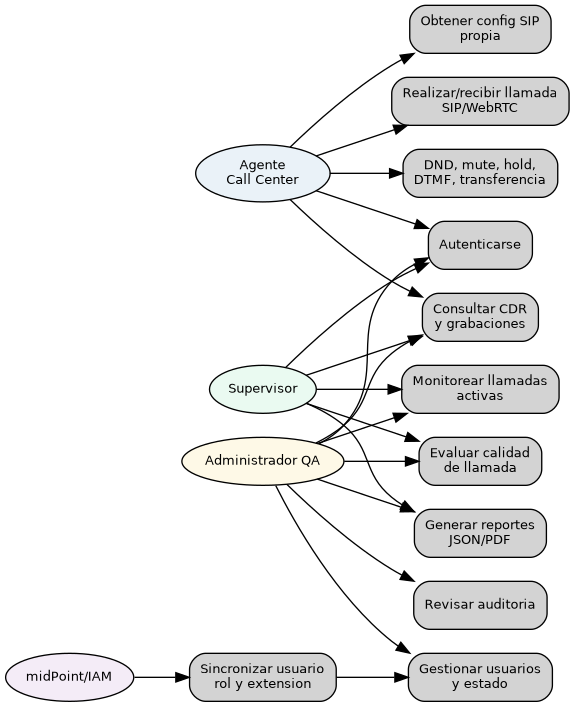 Obtener config SIP
propia
Realizar/recibir llamada
SIP/WebRTC
Agente
Call Center
DND, mute, hold,
DTMF, transferencia
Autenticarse
Consultar CDR
y grabaciones
Supervisor
Monitorear llamadas
activas
Administrador QA
Evaluar calidad
de llamada
Generar reportes
JSON/PDF
Revisar auditoria
midPoint/IAM
Sincronizar usuario
rol y extension
Gestionar usuarios
y estado